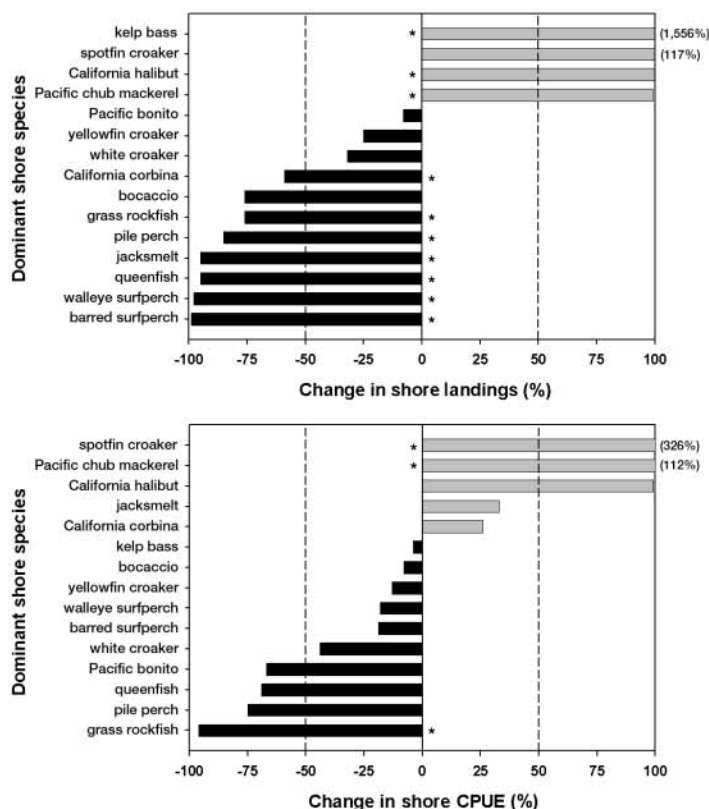 Dominant shore species
kelp bass * (1,556%)
spotfin croaker (117%)
California halibut *
Pacific chub mackerel *
Pacific bonito
yellowfin croaker
white croaker
California corbina *
bocaccio
grass rockfish *
pile perch *
jacksmelt *
queenfish *
walleye surfperch *
barred surfperch *
-100 -75 -50 -25 0 25 50 75 100
Change in shore landings (%)
Dominant shore species
spotfin croaker * (326%)
Pacific chub mackerel * (112%)
California halibut
jacksmelt
California corbina
kelp bass
bocaccio
yellowfin croaker
walleye surfperch
barred surfperch
white croaker
Pacific bonito
queenfish
pile perch
grass rockfish *
-100 -75 -50 -25 0 25 50 75 100
Change in shore CPUE (%)